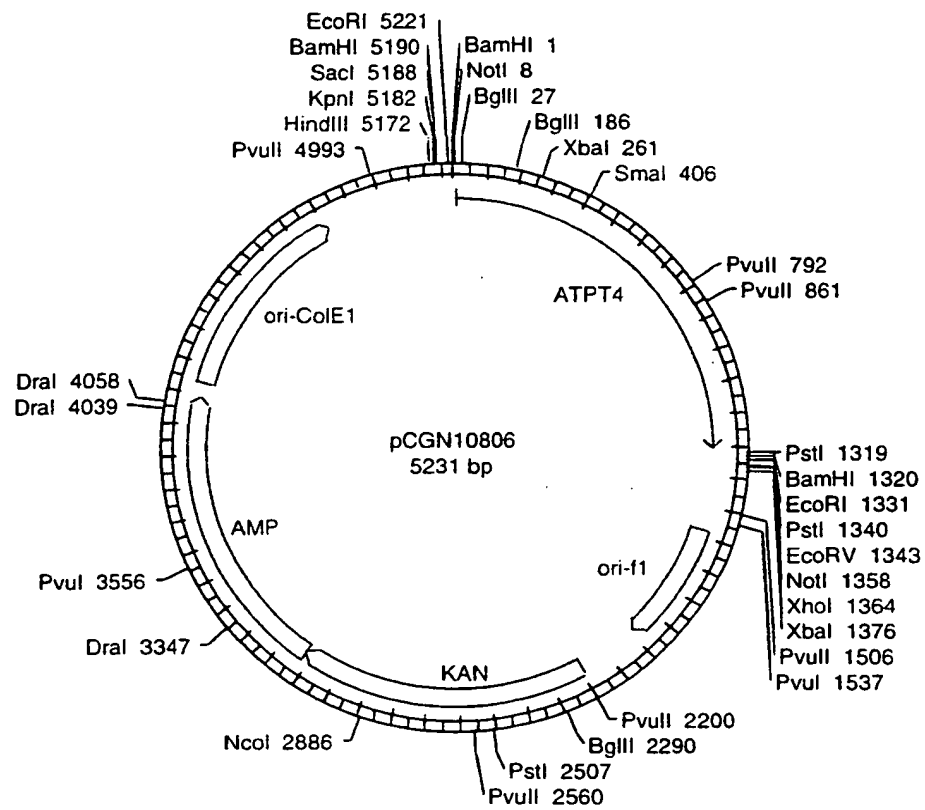 EcoRI 5221
BamHI 5190
SacI 5188
KpnI 5182
HindIII 5172
PvuII 4993
BamHI 1
NotI 8
BglII 27
BglII 186
XbaI 261
SmaI 406
PvuII 792
PvuII 861
ATPT4
ori-ColE1
DraI 4058
DraI 4039
pCGN10806
5231 bp
PstI 1319
BamHI 1320
EcoRI 1331
PstI 1340
EcoRV 1343
NotI 1358
XhoI 1364
XbaI 1376
PvuII 1506
PvuI 1537
AMP
ori-f1
PvuI 3556
DraI 3347
KAN
NcoI 2886
PvuII 2200
BglII 2290
PstI 2507
PvuII 2560